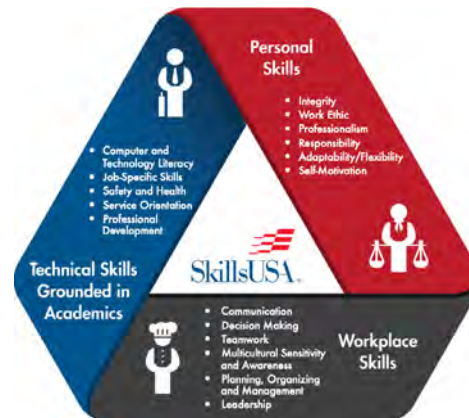 Personal
Skills
• Integrity
• Work Ethic
• Professionalism
• Responsibility
• Adaptability/Flexibility
• Self-Motivation
• Computer and
Technology Literacy
• Job-Specific Skills
• Safety and Health
• Service Orientation
• Professional
Development
Technical Skills
Grounded in
Academics
SkillsUSA®
• Communication
• Decision Making
• Teamwork
• Multicultural Sensitivity
and Awareness
• Planning, Organizing
and Management
• Leadership
Workplace
Skills